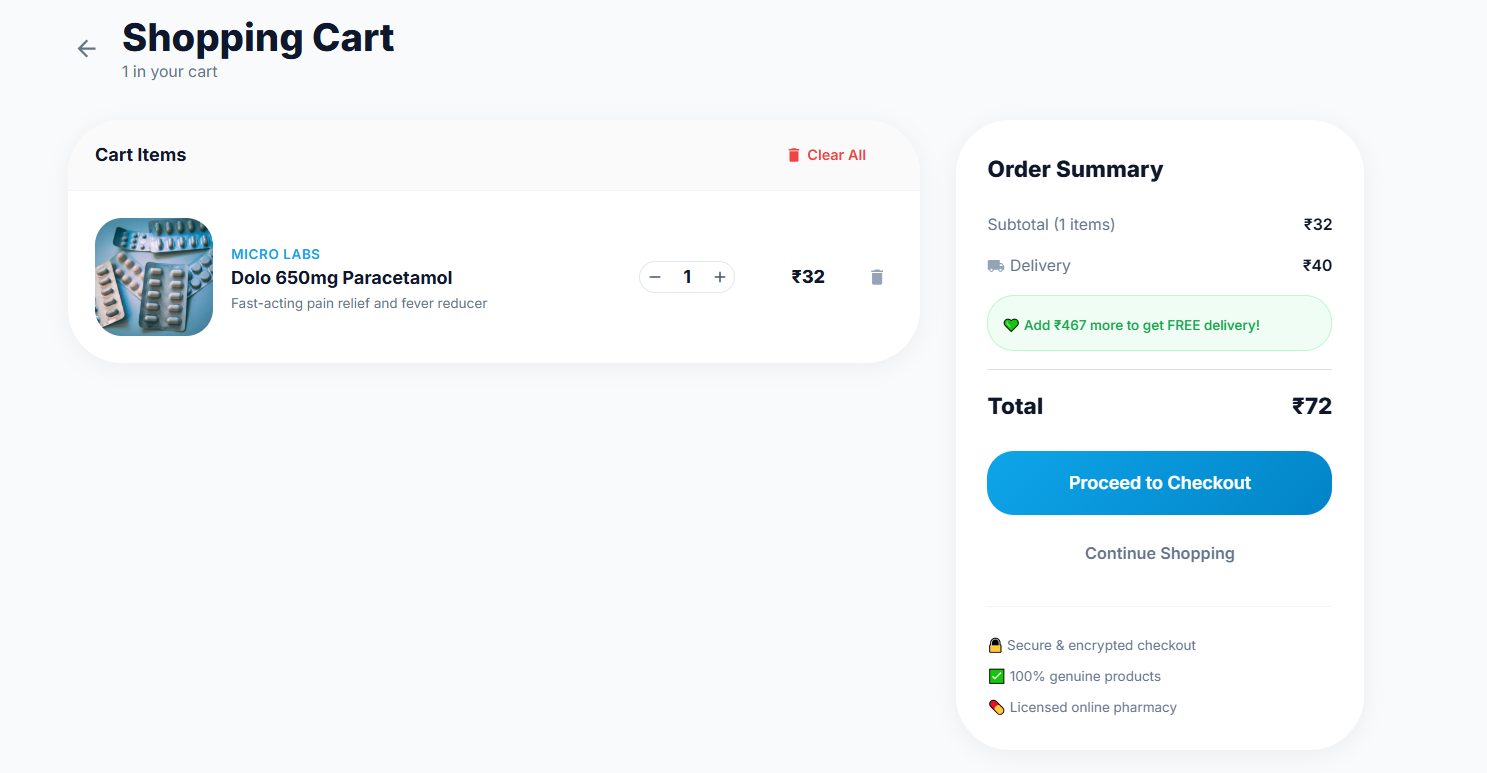 Shopping Cart
1 in your cart
Cart Items
Clear All
MICRO LABS
Dolo 650mg Paracetamol
Fast-acting pain relief and fever reducer
1
₹32
Order Summary
Subtotal (1 items) ₹32
Delivery ₹40
Add ₹467 more to get FREE delivery!
Total ₹72
Proceed to Checkout
Continue Shopping
Secure & encrypted checkout
100% genuine products
Licensed online pharmacy